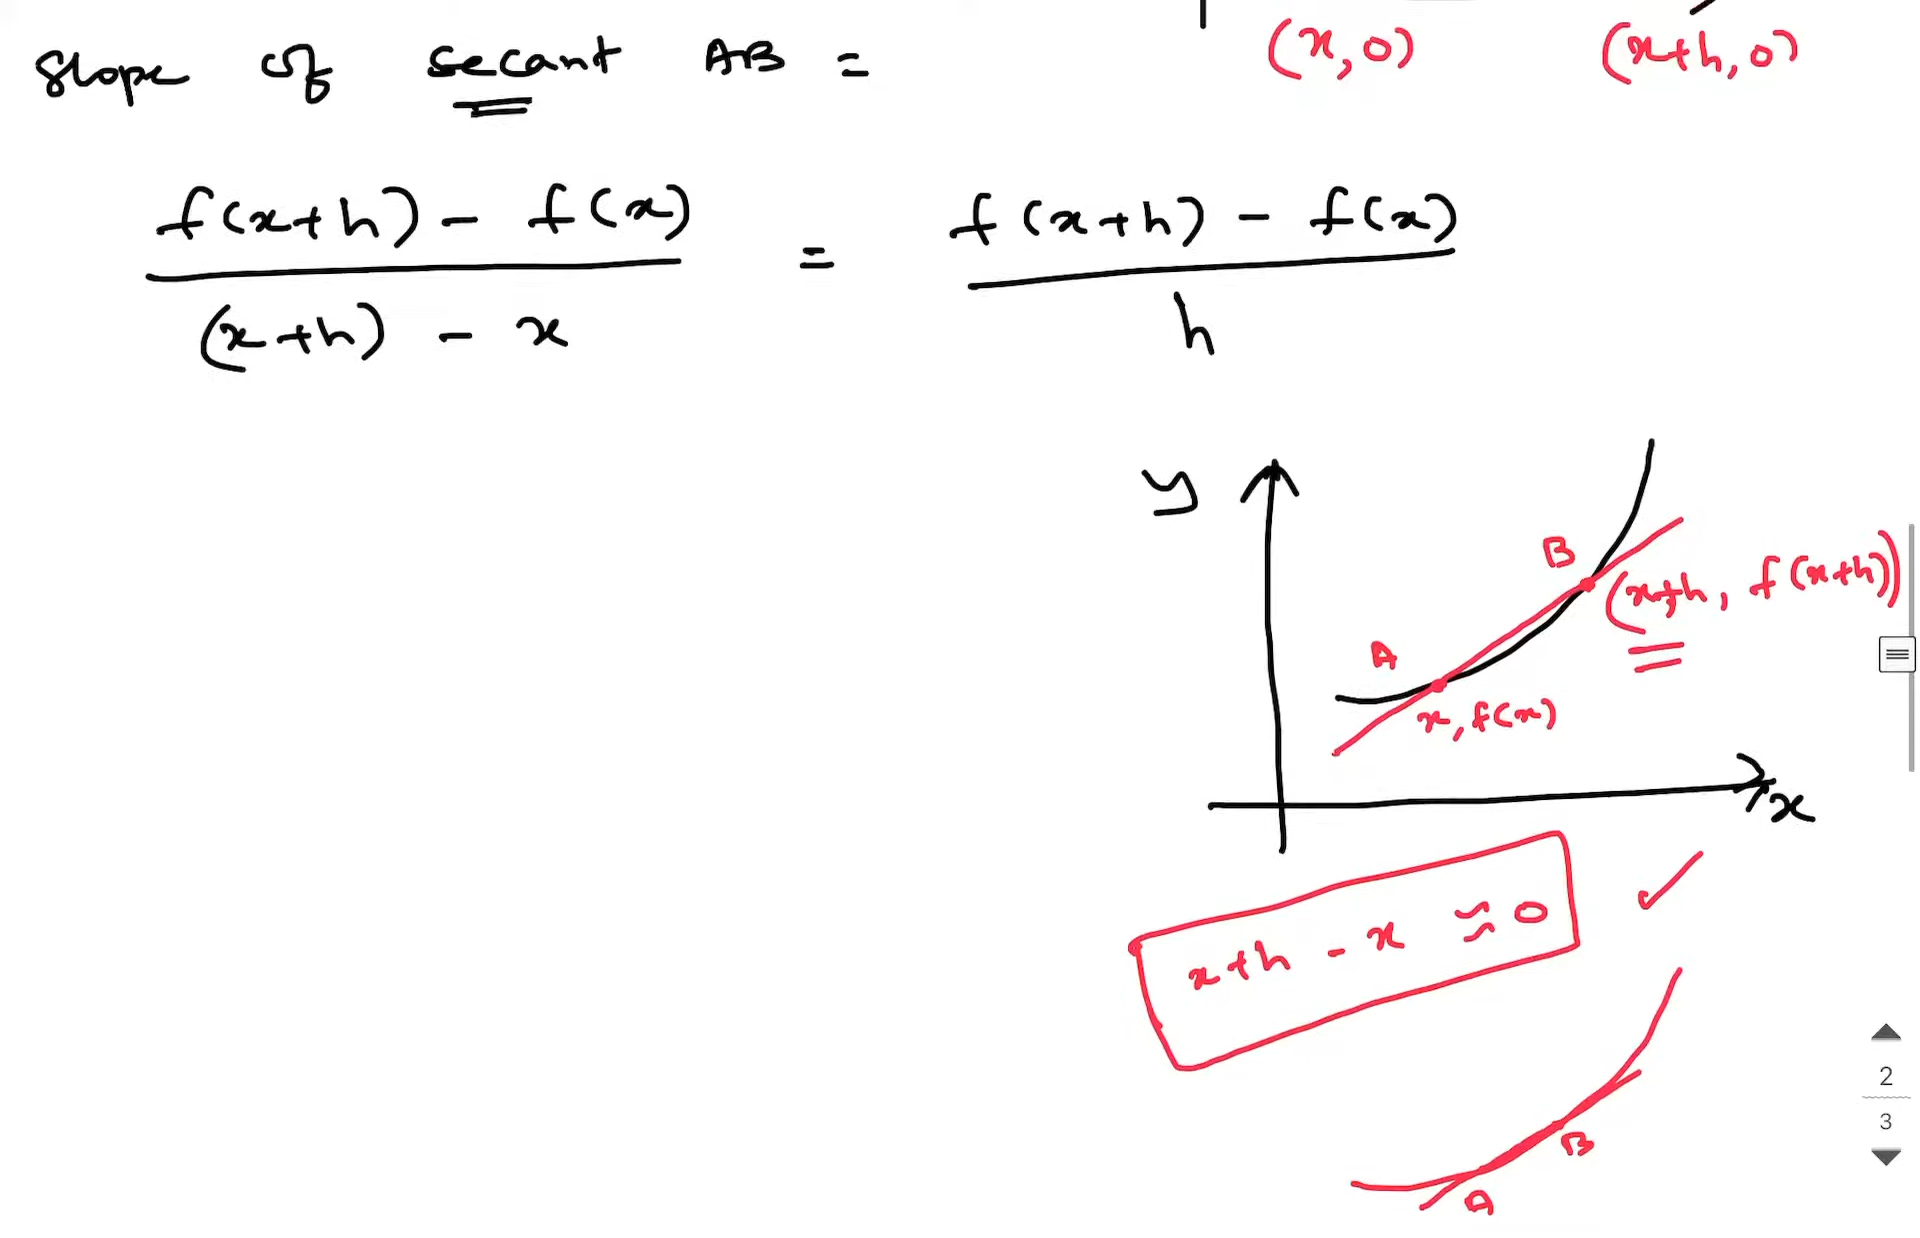 (x,0) (x+h,0)
slope of secant AB =
f(x+h) - f(x) = f(x+h) - f(x)
(x+h) - x h
y
B
(x+h, f(x+h))
A
x, f(x)
x
x+h - x ≈ 0 ✓
B
A
2
3